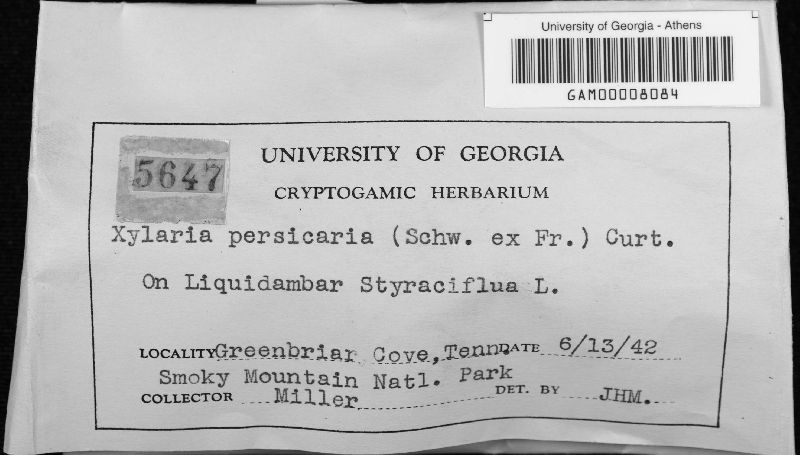 University of Georgia - Athens
GAM00008084
5647
UNIVERSITY OF GEORGIA
CRYPTOGAMIC HERBARIUM
Xylaria persicaria (Schw. ex Fr.) Curt.
On Liquidambar Styraciflua L.
LOCALITY Greenbriar Cove, Tenn. DATE 6/13/42
Smoky Mountain Natl. Park
COLLECTOR Miller DET. BY JHM.